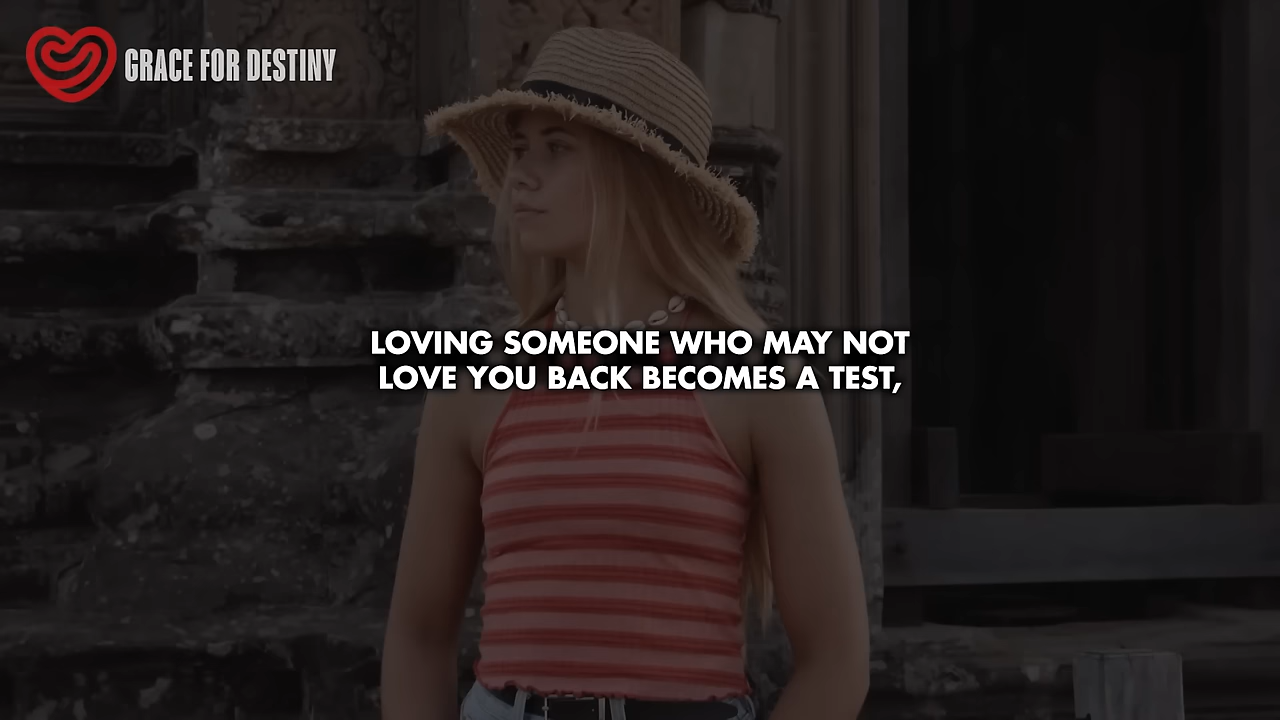 GRACE FOR DESTINY
LOVING SOMEONE WHO MAY NOT
LOVE YOU BACK BECOMES A TEST,